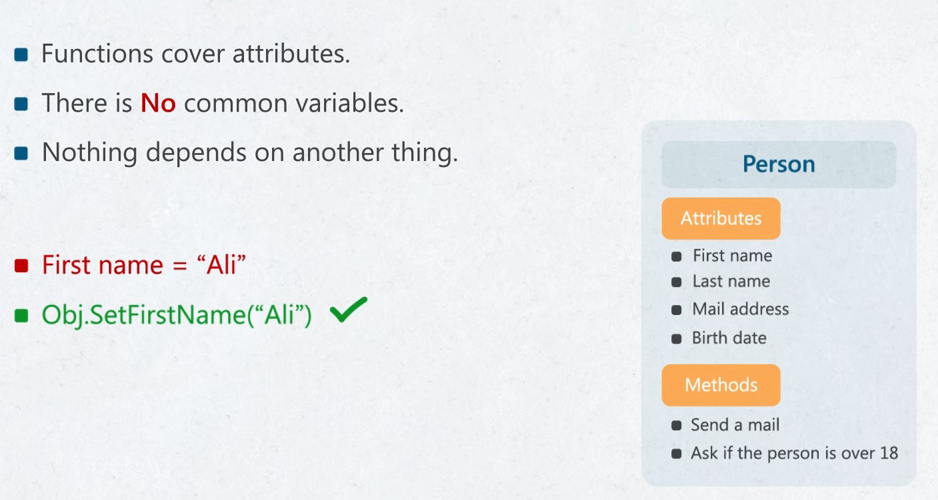 Functions cover attributes.
There is No common variables.
Nothing depends on another thing.
First name = “Ali”
Obj.SetFirstName(“Ali”)
Person
Attributes
First name
Last name
Mail address
Birth date
Methods
Send a mail
Ask if the person is over 18